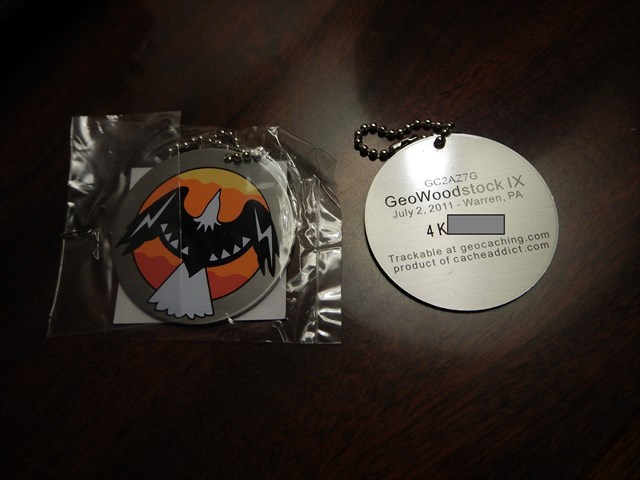 GC2AZ7G
GeoWoodstock IX
July 2, 2011 - Warren, PA
4K
Trackable at geocaching.com
product of cacheaddict.com